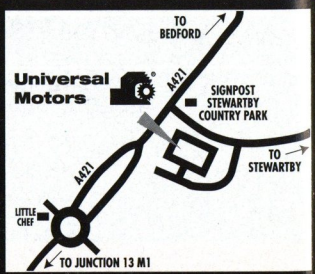 TO
BEDFORD
Universal
Motors
A421
SIGNPOST
STEWARTBY
COUNTRY PARK
TO
STEWARTBY
A421
LITTLE
CHEF
TO JUNCTION 13 M1